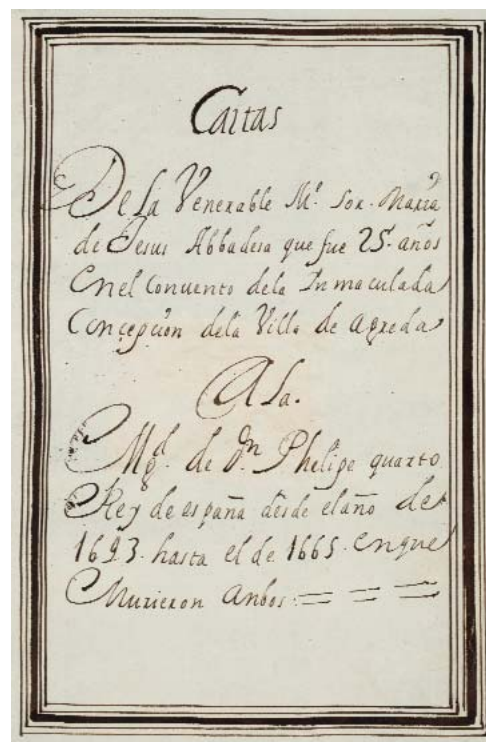 Cartas
De la Venerable Mᵉ. Sor. Maria
de Jesus Abbadesa que fue 25. años
en el Conuento dela Inmaculada
Concepcion dela Villa de agreda
A La.
Mgᵈ. de Dⁿ Phelipe quarto
Rey de españa desde el año de
1693. hasta el de 1665. en que
Murieron anbos: